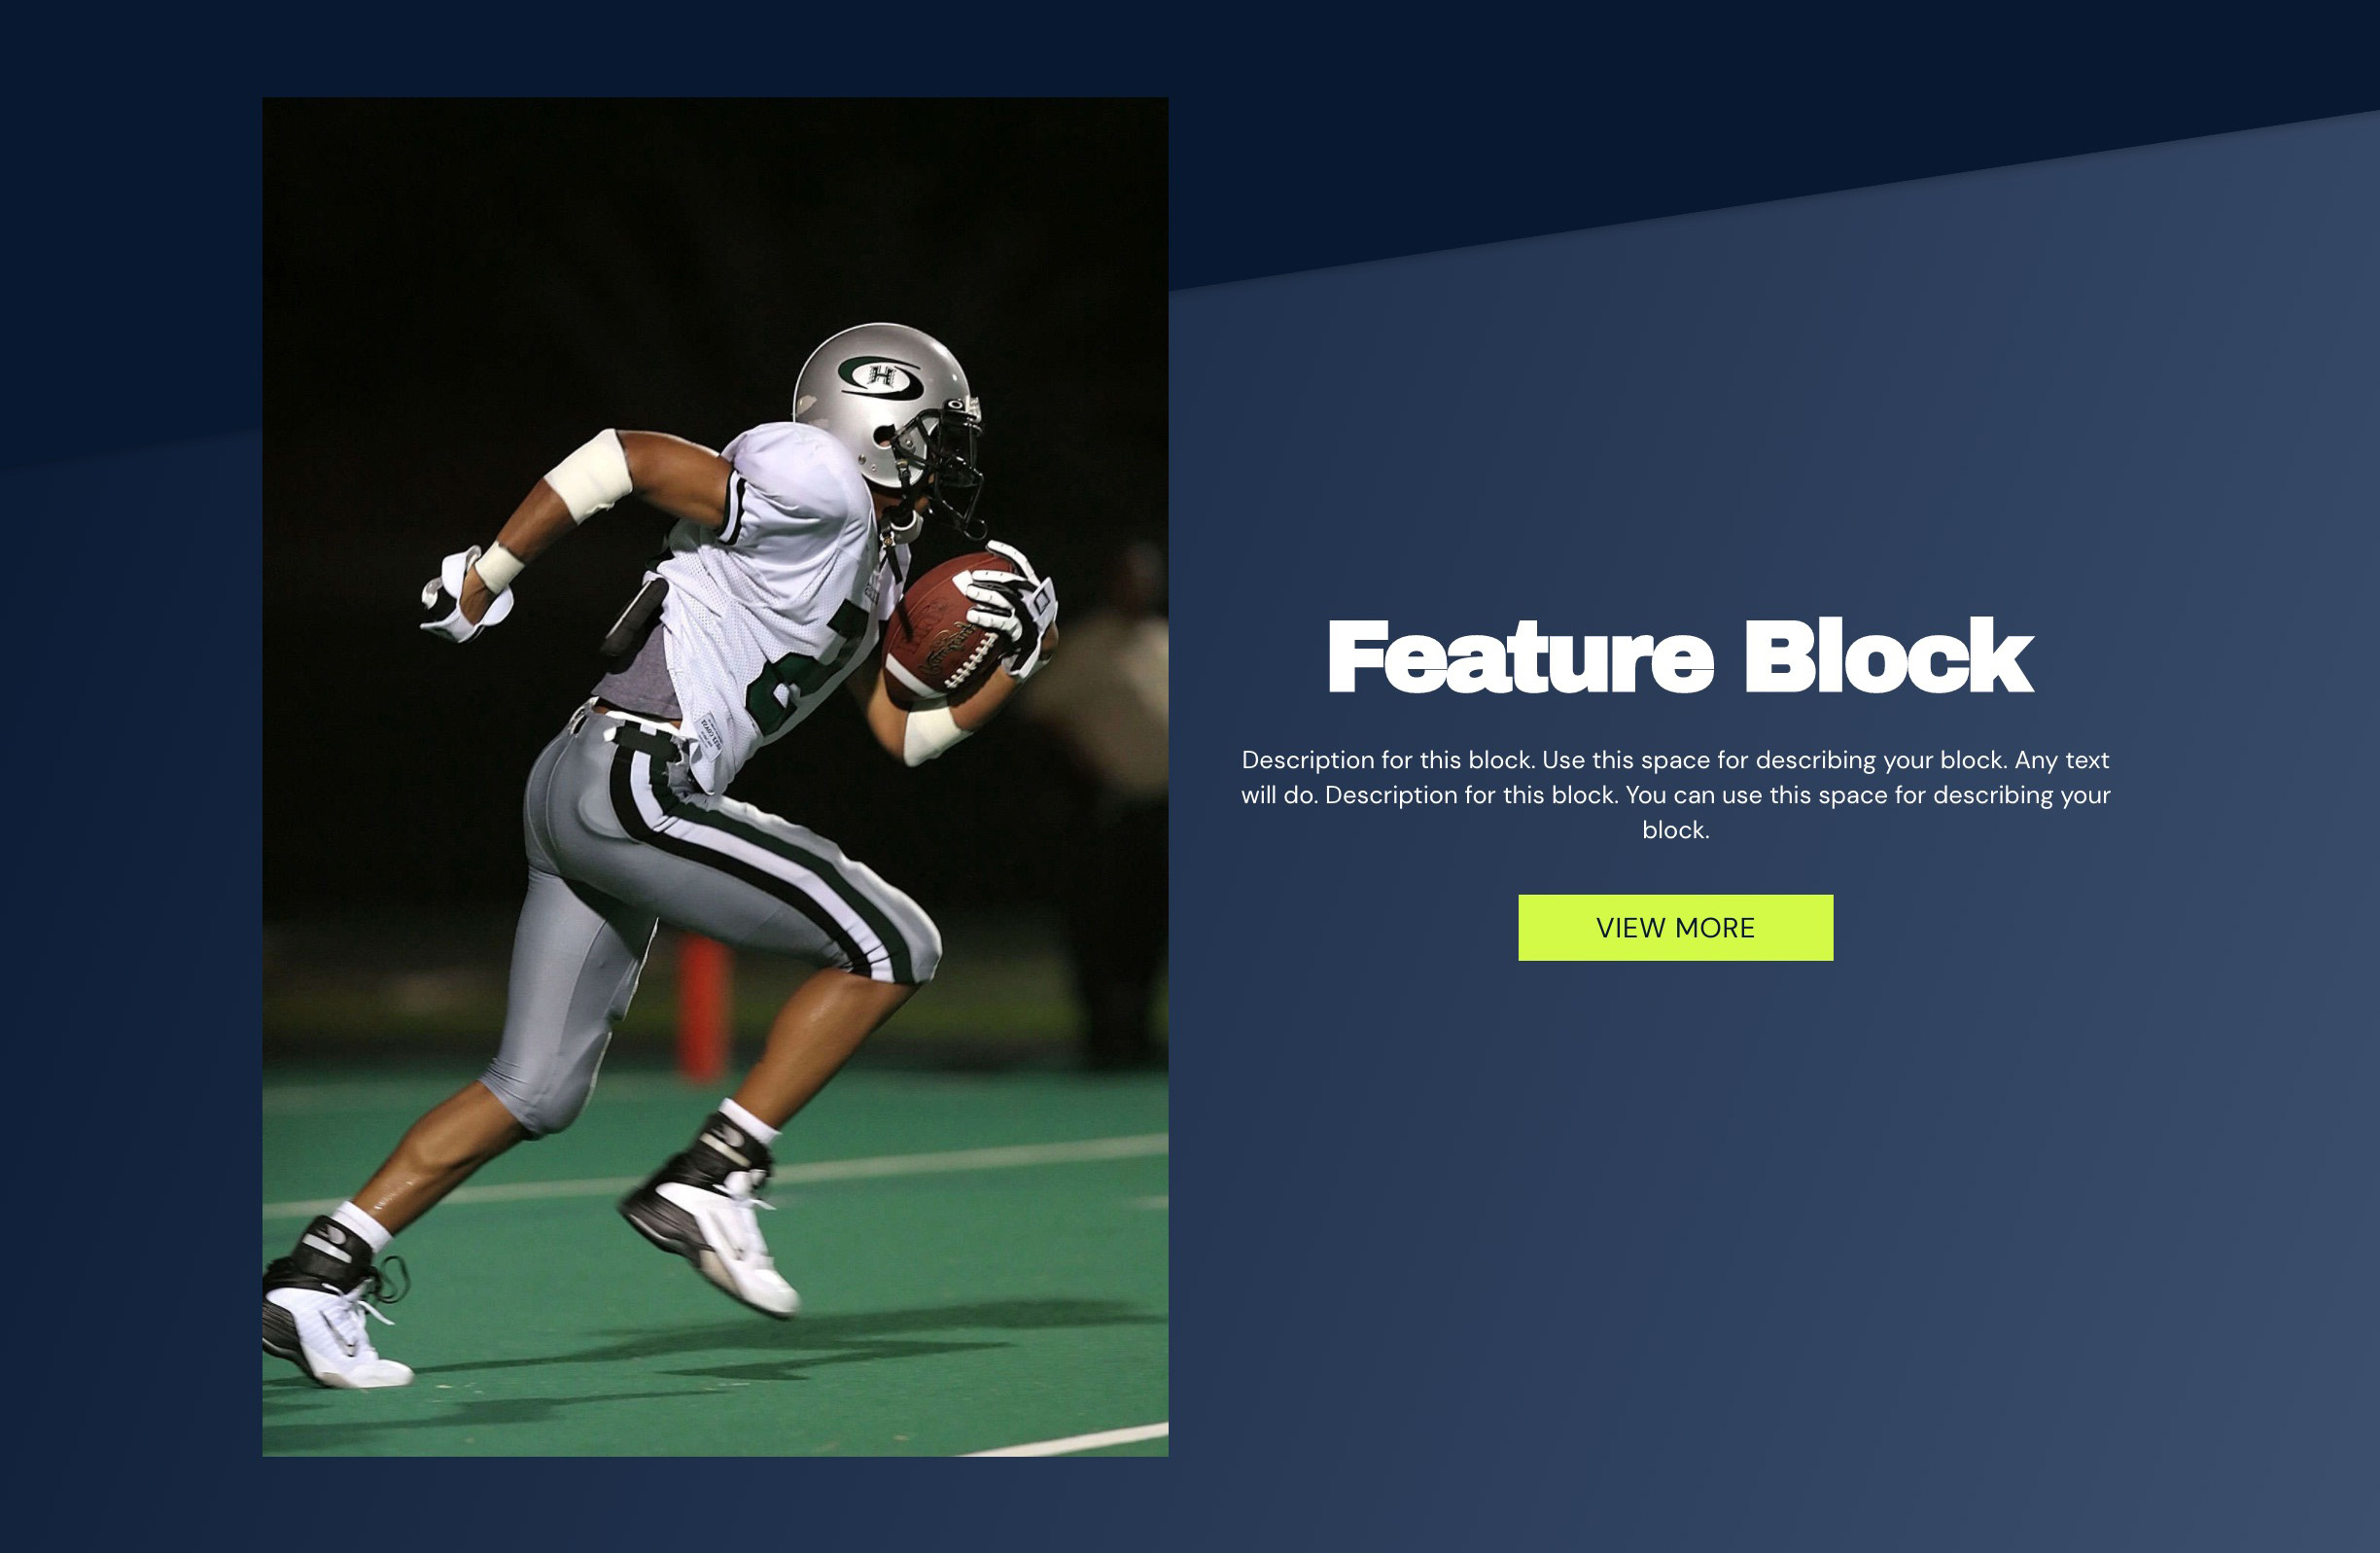 H
Feature Block
Description for this block. Use this space for describing your block. Any text
will do. Description for this block. You can use this space for describing your
block.
VIEW MORE